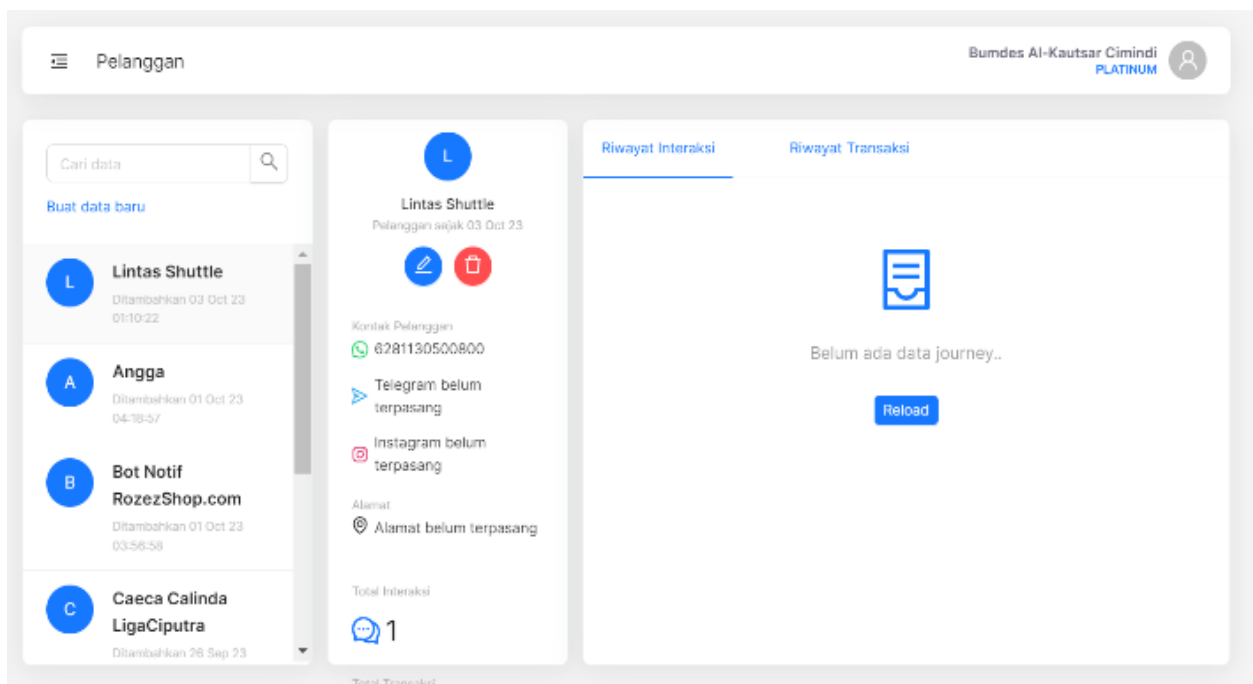 Pelanggan
Bumdes Al-Kautsar Cimindi
PLATINUM
Cari data
Buat data baru
L
Lintas Shuttle
Ditambahkan 03 Oct 23
01:10:22
A
Angga
Ditambahkan 01 Oct 23
04:18:57
B
Bot Notif
RozezShop.com
Ditambahkan 01 Oct 23
03:56:58
C
Caeca Calinda
LigaCiputra
Ditambahkan 26 Sep 23
L
Lintas Shuttle
Pelanggan sejak 03 Oct 23
Kontak Pelanggan
6281130500800
Telegram belum
terpasang
Instagram belum
terpasang
Alamat
Alamat belum terpasang
Total Interaksi
1
Total Transaksi
Riwayat Interaksi
Riwayat Transaksi
Belum ada data journey..
Reload